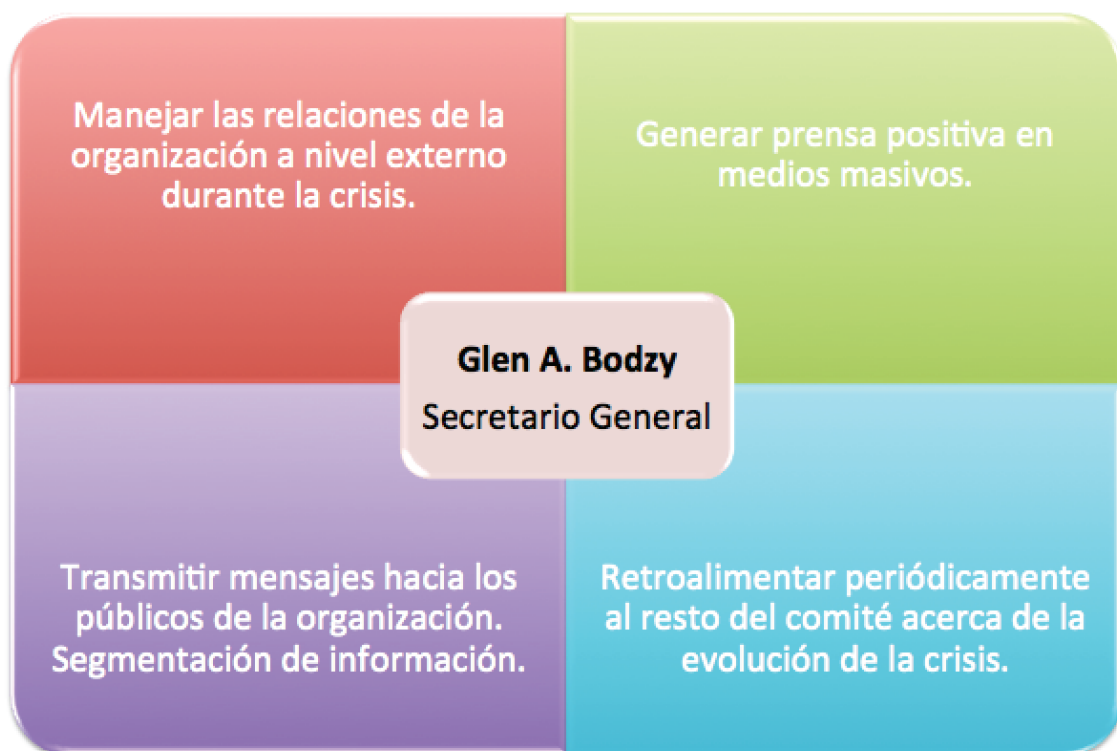 Manejar las relaciones de la
organización a nivel externo
durante la crisis.
Generar prensa positiva en
medios masivos.
Glen A. Bodzy
Secretario General
Transmitir mensajes hacia los
públicos de la organización.
Segmentación de información.
Retroalimentar periódicamente
al resto del comité acerca de la
evolución de la crisis.